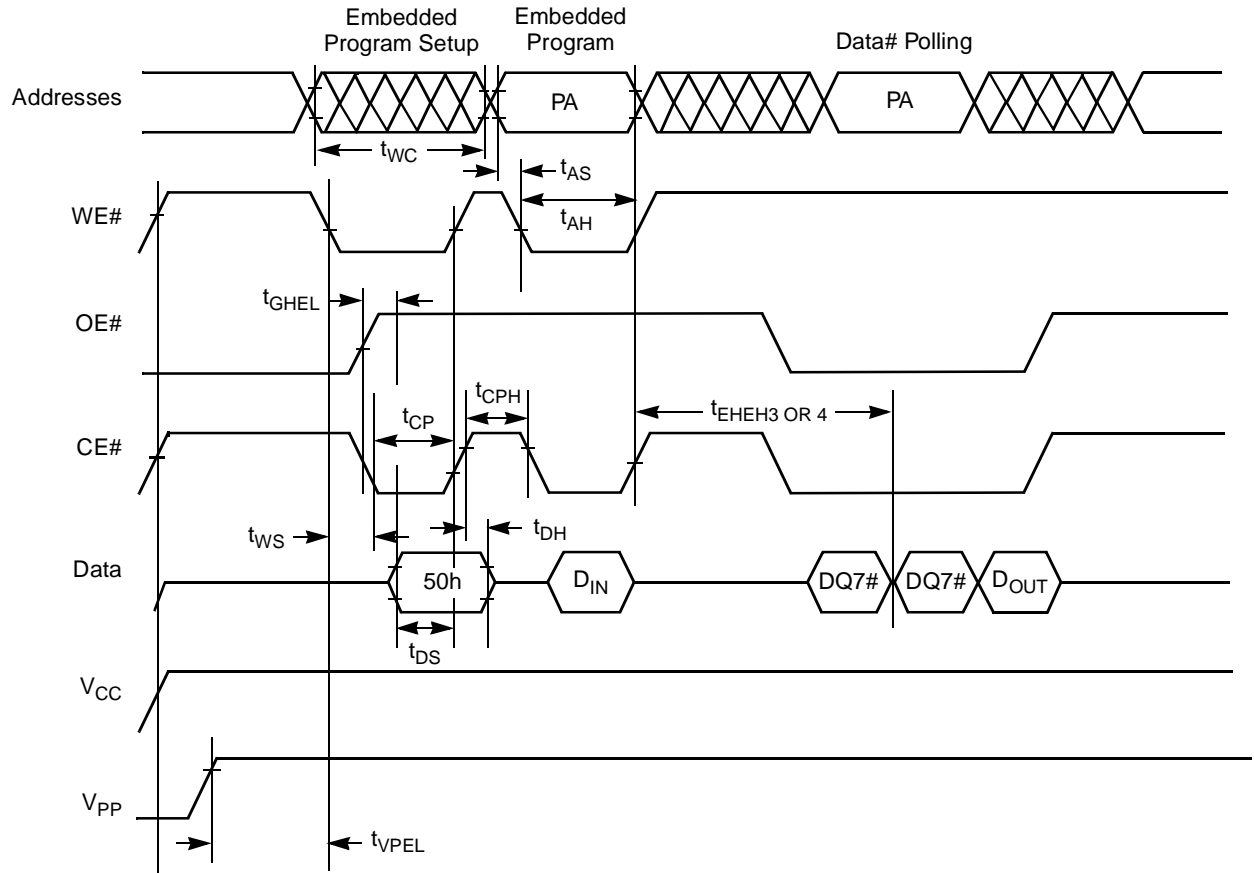 Embedded
Program Setup
Embedded
Program
Data# Polling
Addresses
PA
PA
tWC
tAS
WE#
tAH
tGHEL
OE#
tCPH
tCP
tEHEH3 OR 4
CE#
tWS
tDH
Data
50h
DIN
DQ7#
DQ7#
DOUT
tDS
VCC
VPP
tVPEL